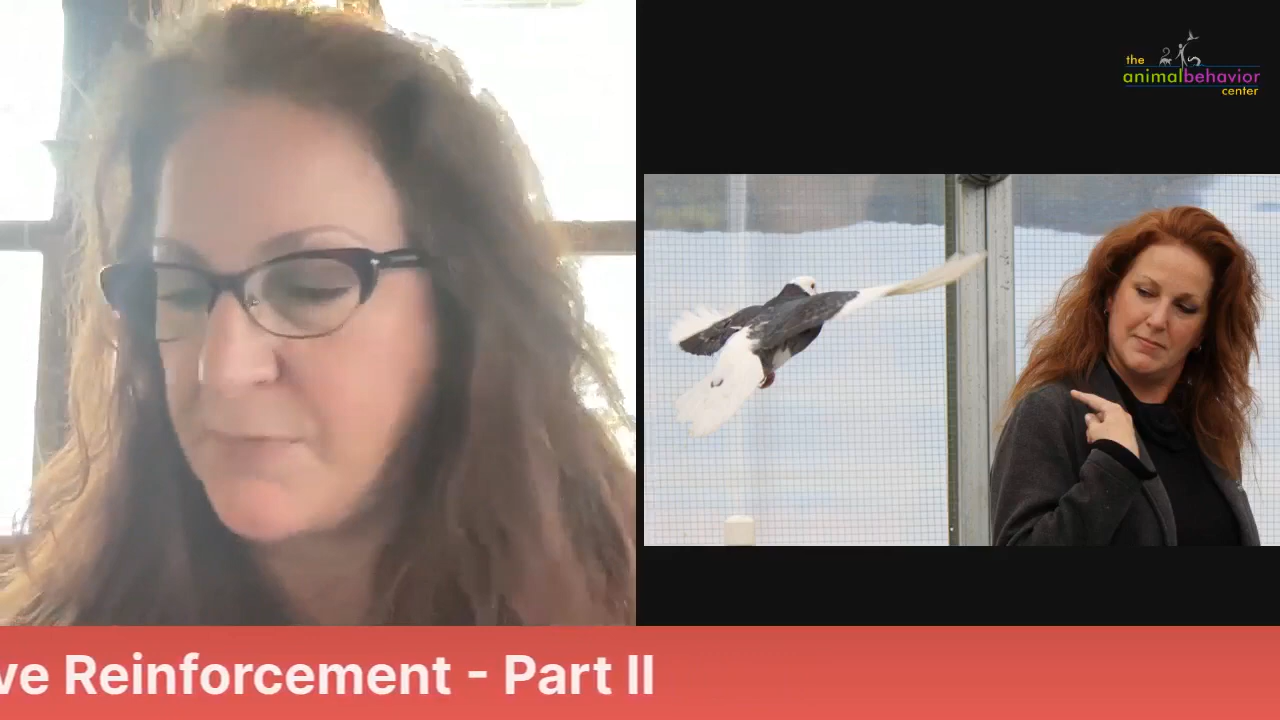 the
animalbehavior
center
ve Reinforcement - Part II